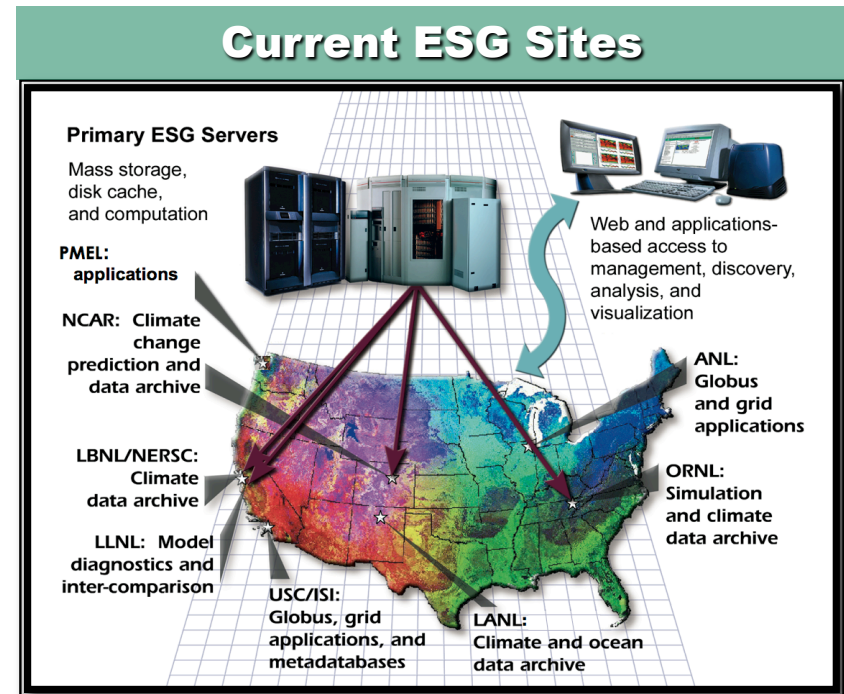 Current ESG Sites
Primary ESG Servers
Mass storage,
disk cache,
and computation
Web and applications-
based access to
management, discovery,
analysis, and
visualization
PMEL:
applications
NCAR: Climate
change
prediction and
data archive
LBNL/NERSC:
Climate
data archive
LLNL: Model
diagnostics and
inter-comparison
USC/ISI:
Globus, grid
applications, and
metadatabases
LANL:
Climate and ocean
data archive
ANL:
Globus
and grid
applications
ORNL:
Simulation
and climate
data archive